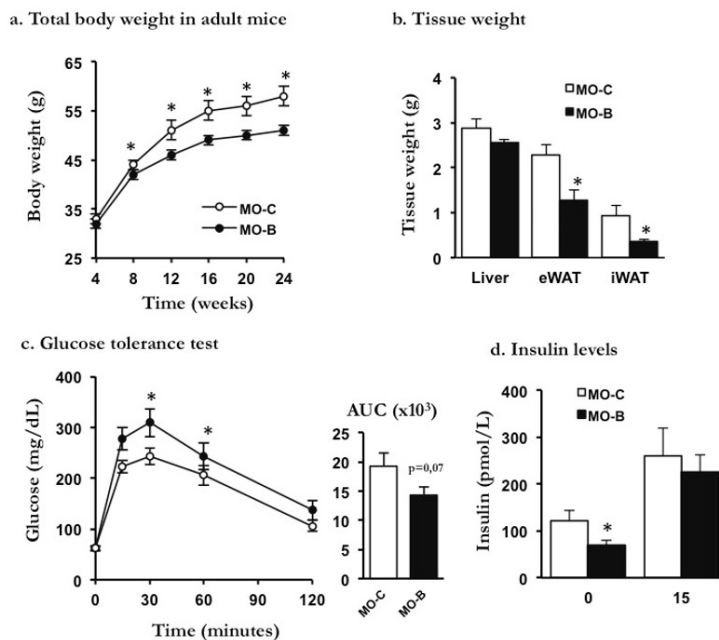 a. Total body weight in adult mice
Body weight (g)
65
55
45
35
25
* * * * * *
MO-C
MO-B
4 8 12 16 20 24
Time (weeks)
b. Tissue weight
Tissue weight (g)
4
3
2
1
0
MO-C
MO-B
* *
Liver eWAT iWAT
c. Glucose tolerance test
Glucose (mg/dL)
400
300
200
100
0
* *
0 30 60 120
Time (minutes)
AUC (x10³)
25
20
15
10
5
0
p=0,07
MO-C MO-B
d. Insulin levels
Insulin (pmol/L)
400
300
200
100
0
MO-C
MO-B
*
0 15